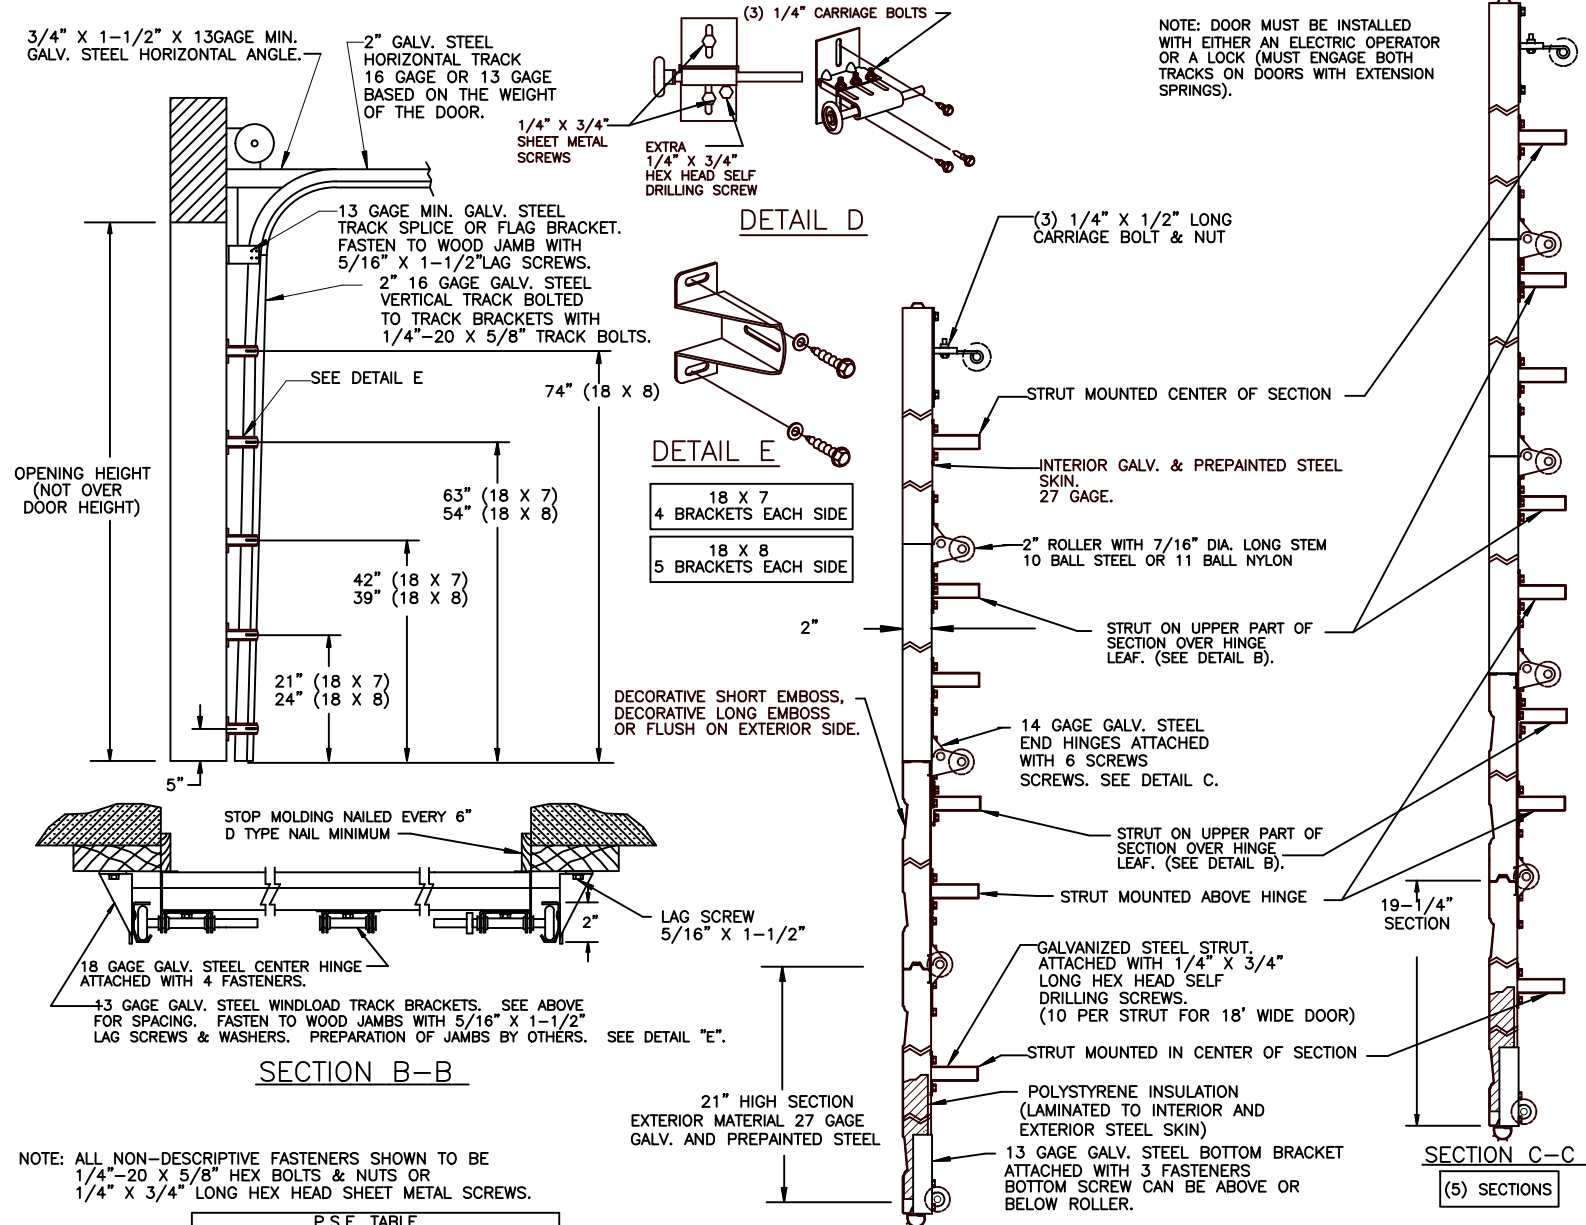 3/4" X 1-1/2" X 13GAGE MIN.
GALV. STEEL HORIZONTAL ANGLE.
2" GALV. STEEL
HORIZONTAL TRACK
16 GAGE OR 13 GAGE
BASED ON THE WEIGHT
OF THE DOOR.
(3) 1/4" CARRIAGE BOLTS
1/4" X 3/4"
SHEET METAL
SCREWS
EXTRA
1/4" X 3/4"
HEX HEAD SELF
DRILLING SCREW
DETAIL D
NOTE: DOOR MUST BE INSTALLED
WITH EITHER AN ELECTRIC OPERATOR
OR A LOCK (MUST ENGAGE BOTH
TRACKS ON DOORS WITH EXTENSION
SPRINGS).
13 GAGE MIN. GALV. STEEL
TRACK SPLICE OR FLAG BRACKET.
FASTEN TO WOOD JAMB WITH
5/16" X 1-1/2"LAG SCREWS.
2" 16 GAGE GALV. STEEL
VERTICAL TRACK BOLTED
TO TRACK BRACKETS WITH
1/4"-20 X 5/8" TRACK BOLTS.
SEE DETAIL E
74" (18 X 8)
OPENING HEIGHT
(NOT OVER
DOOR HEIGHT)
63" (18 X 7)
54" (18 X 8)
42" (18 X 7)
39" (18 X 8)
21" (18 X 7)
24" (18 X 8)
5"
DETAIL E
18 X 7
4 BRACKETS EACH SIDE
18 X 8
5 BRACKETS EACH SIDE
(3) 1/4" X 1/2" LONG
CARRIAGE BOLT & NUT
STRUT MOUNTED CENTER OF SECTION
INTERIOR GALV. & PREPAINTED STEEL
SKIN.
27 GAGE.
2" ROLLER WITH 7/16" DIA. LONG STEM
10 BALL STEEL OR 11 BALL NYLON
2"
STRUT ON UPPER PART OF
SECTION OVER HINGE
LEAF. (SEE DETAIL B).
DECORATIVE SHORT EMBOSS,
DECORATIVE LONG EMBOSS
OR FLUSH ON EXTERIOR SIDE.
14 GAGE GALV. STEEL
END HINGES ATTACHED
WITH 6 SCREWS
SCREWS. SEE DETAIL C.
STRUT ON UPPER PART OF
SECTION OVER HINGE
LEAF. (SEE DETAIL B).
STRUT MOUNTED ABOVE HINGE
19-1/4"
SECTION
STOP MOLDING NAILED EVERY 6"
D TYPE NAIL MINIMUM
2"
LAG SCREW
5/16" X 1-1/2"
18 GAGE GALV. STEEL CENTER HINGE
ATTACHED WITH 4 FASTENERS.
13 GAGE GALV. STEEL WINDLOAD TRACK BRACKETS. SEE ABOVE
FOR SPACING. FASTEN TO WOOD JAMBS WITH 5/16" X 1-1/2"
LAG SCREWS & WASHERS. PREPARATION OF JAMBS BY OTHERS. SEE DETAIL "E".
SECTION B-B
GALVANIZED STEEL STRUT.
ATTACHED WITH 1/4" X 3/4"
LONG HEX HEAD SELF
DRILLING SCREWS.
(10 PER STRUT FOR 18' WIDE DOOR)
STRUT MOUNTED IN CENTER OF SECTION
21" HIGH SECTION
EXTERIOR MATERIAL 27 GAGE
GALV. AND PREPAINTED STEEL
POLYSTYRENE INSULATION
(LAMINATED TO INTERIOR AND
EXTERIOR STEEL SKIN)
13 GAGE GALV. STEEL BOTTOM BRACKET
ATTACHED WITH 3 FASTENERS
BOTTOM SCREW CAN BE ABOVE OR
BELOW ROLLER.
SECTION C-C
(5) SECTIONS
NOTE: ALL NON-DESCRIPTIVE FASTENERS SHOWN TO BE
1/4"-20 X 5/8" HEX BOLTS & NUTS OR
1/4" X 3/4" LONG HEX HEAD SHEET METAL SCREWS.
P.S.F. TABLE